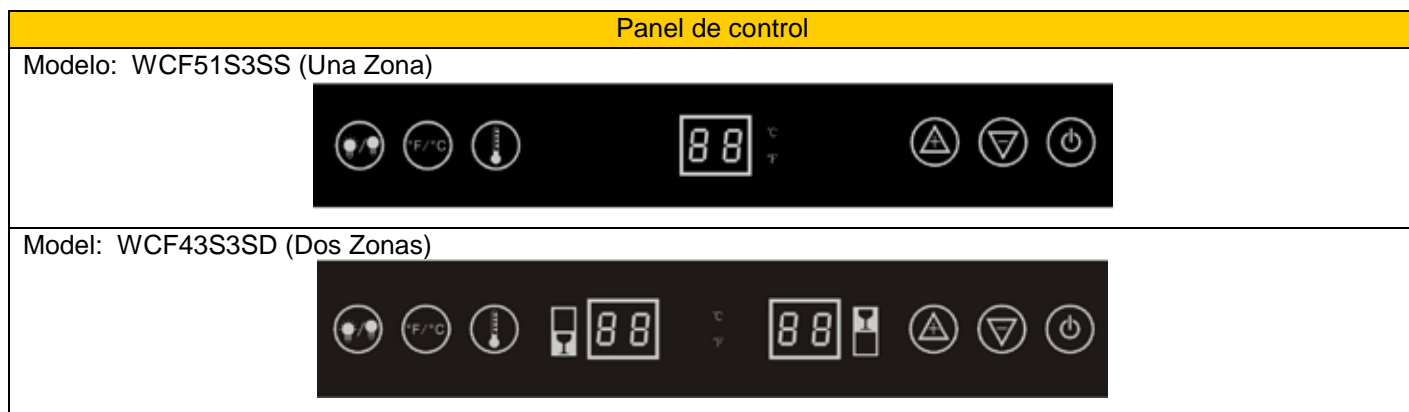 Panel de control
Modelo: WCF51S3SS (Una Zona)
°F/°C 88 °C
°F
Model: WCF43S3SD (Dos Zonas)
°F/°C 88 °C 88
°F